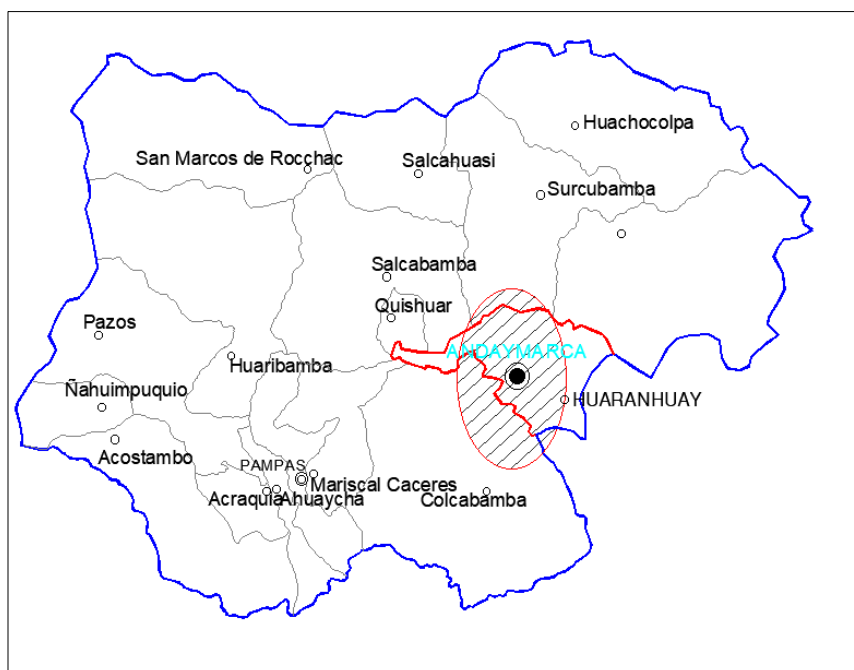 Huachocolpa
San Marcos de Rocchac
Salcahuasi
Surcubamba
Salcabamba
Quishuar
Pazos
ANDAYMARCA
Huaribamba
Ñahuimpuquio
HUARANHUAY
Acostambo
PAMPAS
Mariscal Caceres
Acraquia
Ahuaycha
Colcabamba